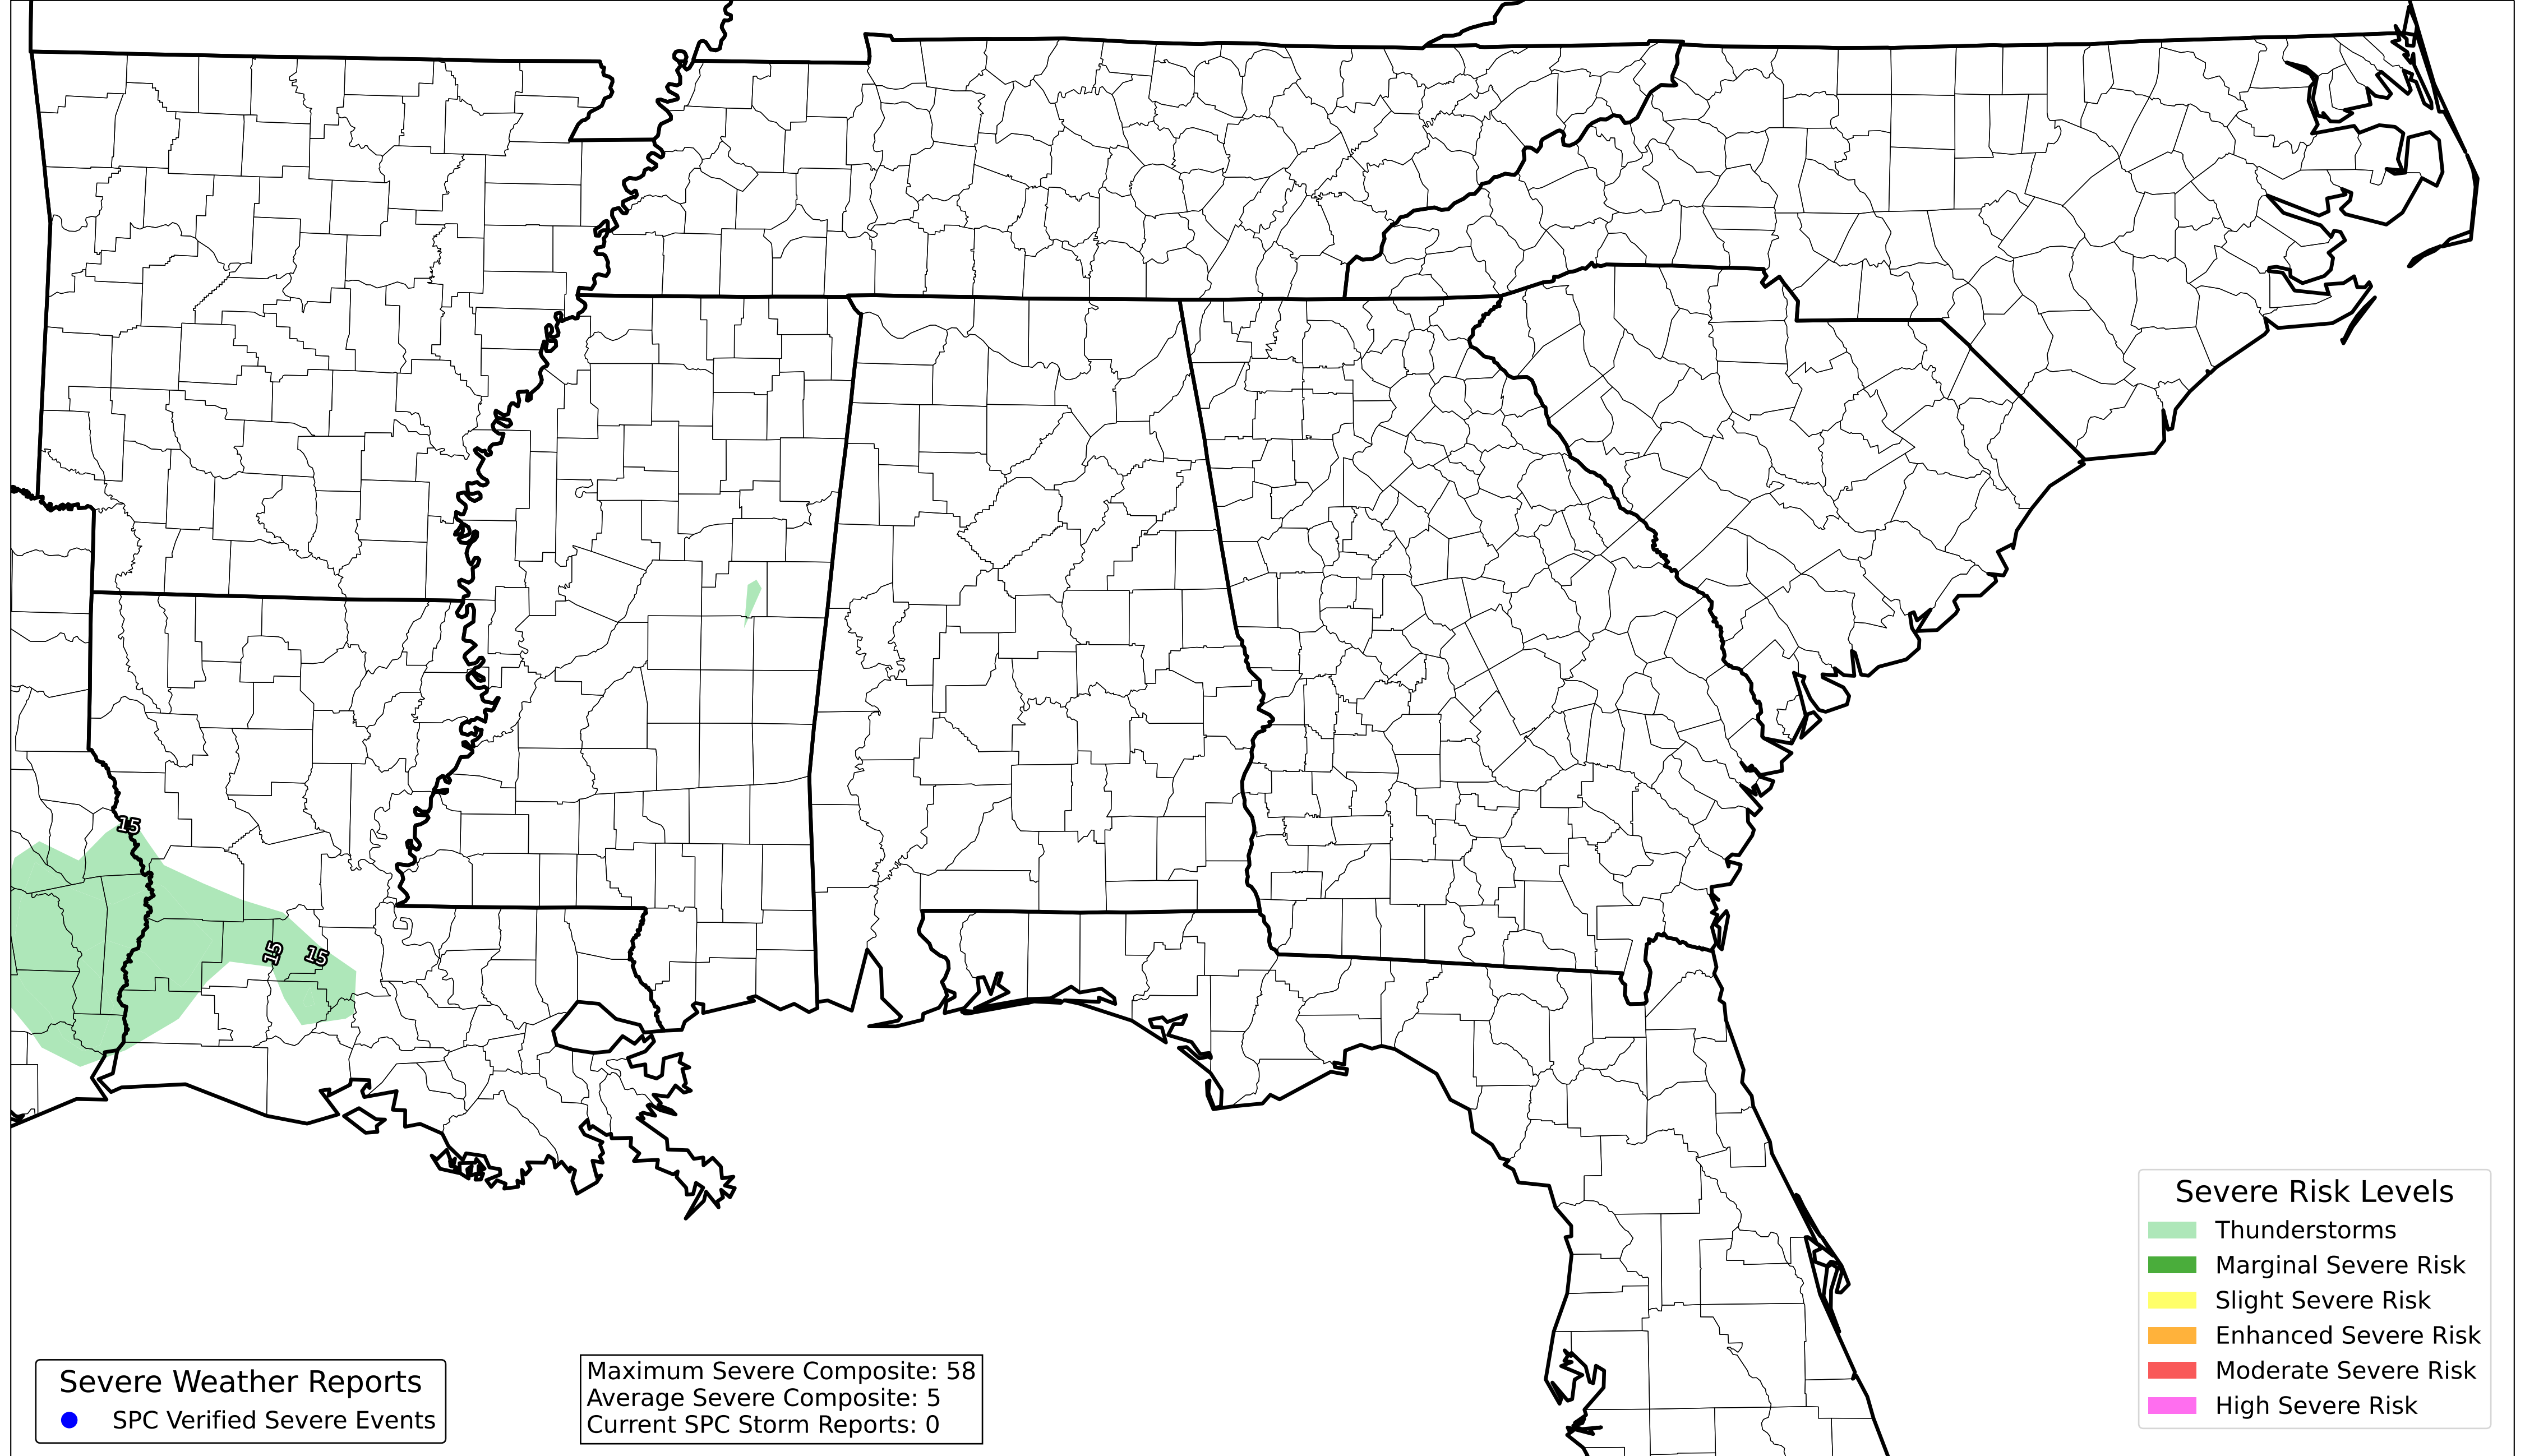 15
15
15
Severe Weather Reports
SPC Verified Severe Events
Maximum Severe Composite: 58
Average Severe Composite: 5
Current SPC Storm Reports: 0
Severe Risk Levels
Thunderstorms
Marginal Severe Risk
Slight Severe Risk
Enhanced Severe Risk
Moderate Severe Risk
High Severe Risk